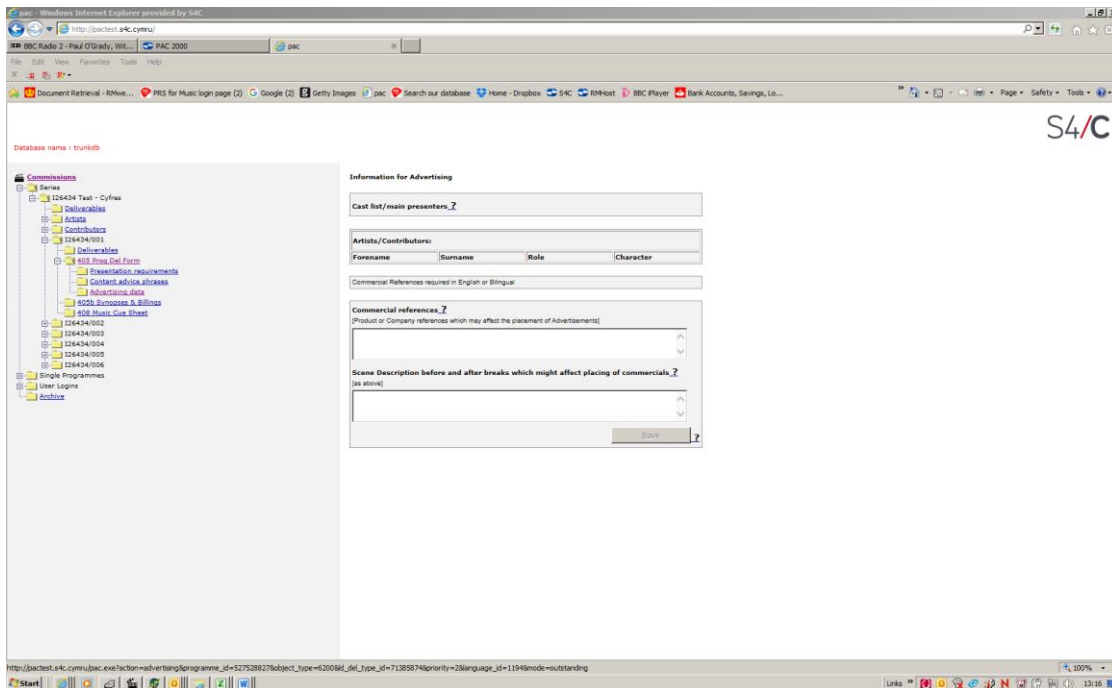 pac - Windows Internet Explorer provided by S4C
http://pactest.s4c.cymru/
BBC Radio 2 - Paul O'Grady, Wit...
PAC 2000
pac
File Edit View Favorites Tools Help
Document Retrieval - RMwe... PRS for Music login page (2) Google (2) Getty Images pac Search our database Home - Dropbox S4C RMHost BBC iPlayer Bank Accounts, Savings, Lo...
Page Safety Tools
S4/C
Database name : trunkdb
Commissions
Series
I26434 Test - Cyfres
Deliverables
Artists
Contributors
I26434/001
Deliverables
405 Prog Del Form
Presentation requirements
Content advice phrases
Advertising data
405b Synopses & Billings
408 Music Cue Sheet
I26434/002
I26434/003
I26434/004
I26434/005
I26434/006
Single Programmes
User Logins
Archive
Information for Advertising
Cast list/main presenters ?
Artists/Contributors:
Forename Surname Role Character
Commercial References required in English or Bilingual
Commercial references ?
[Product or Company references which may affect the placement of Advertisements]
Scene Description before and after breaks which might affect placing of commercials ?
[as above]
Save ?
http://pactest.s4c.cymru/pac.exe?action=advertising&programme_id=527528827&object_type=6200&ld_del_type_id=71385874&priority=2&language_id=1194&mode=outstanding
100%
Start
Links
13:16